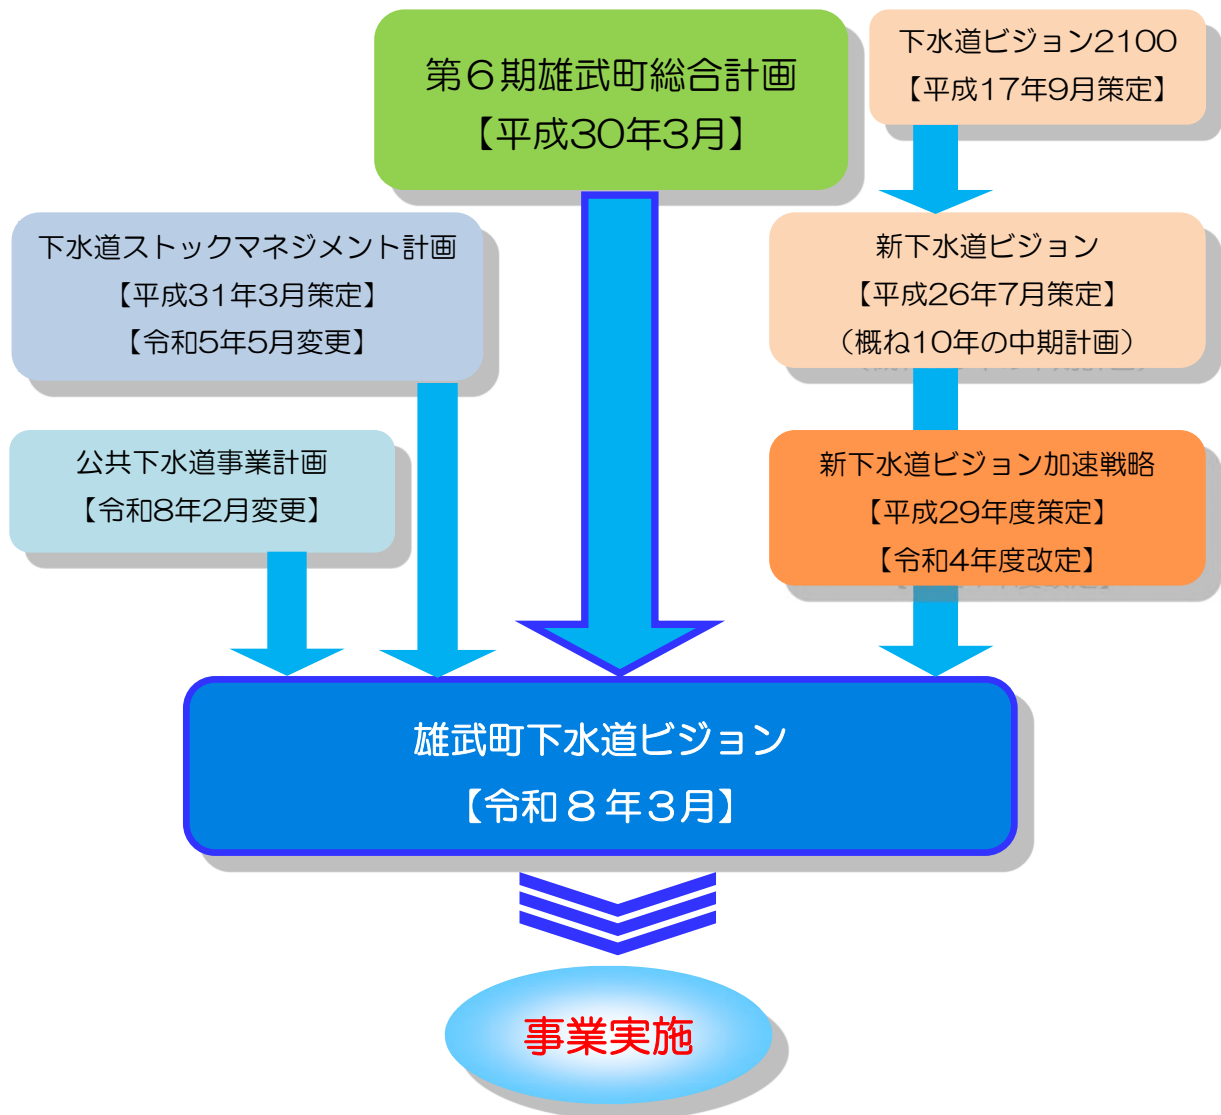 第６期雄武町総合計画
【平成30年3月】
下水道ビジョン2100
【平成17年9月策定】
下水道ストックマネジメント計画
【平成31年3月策定】
【令和5年5月変更】
新下水道ビジョン
【平成26年7月策定】
（概ね10年の中期計画）
公共下水道事業計画
【令和8年2月変更】
新下水道ビジョン加速戦略
【平成29年度策定】
【令和4年度改定】
雄武町下水道ビジョン
【令和８年３月】
事業実施